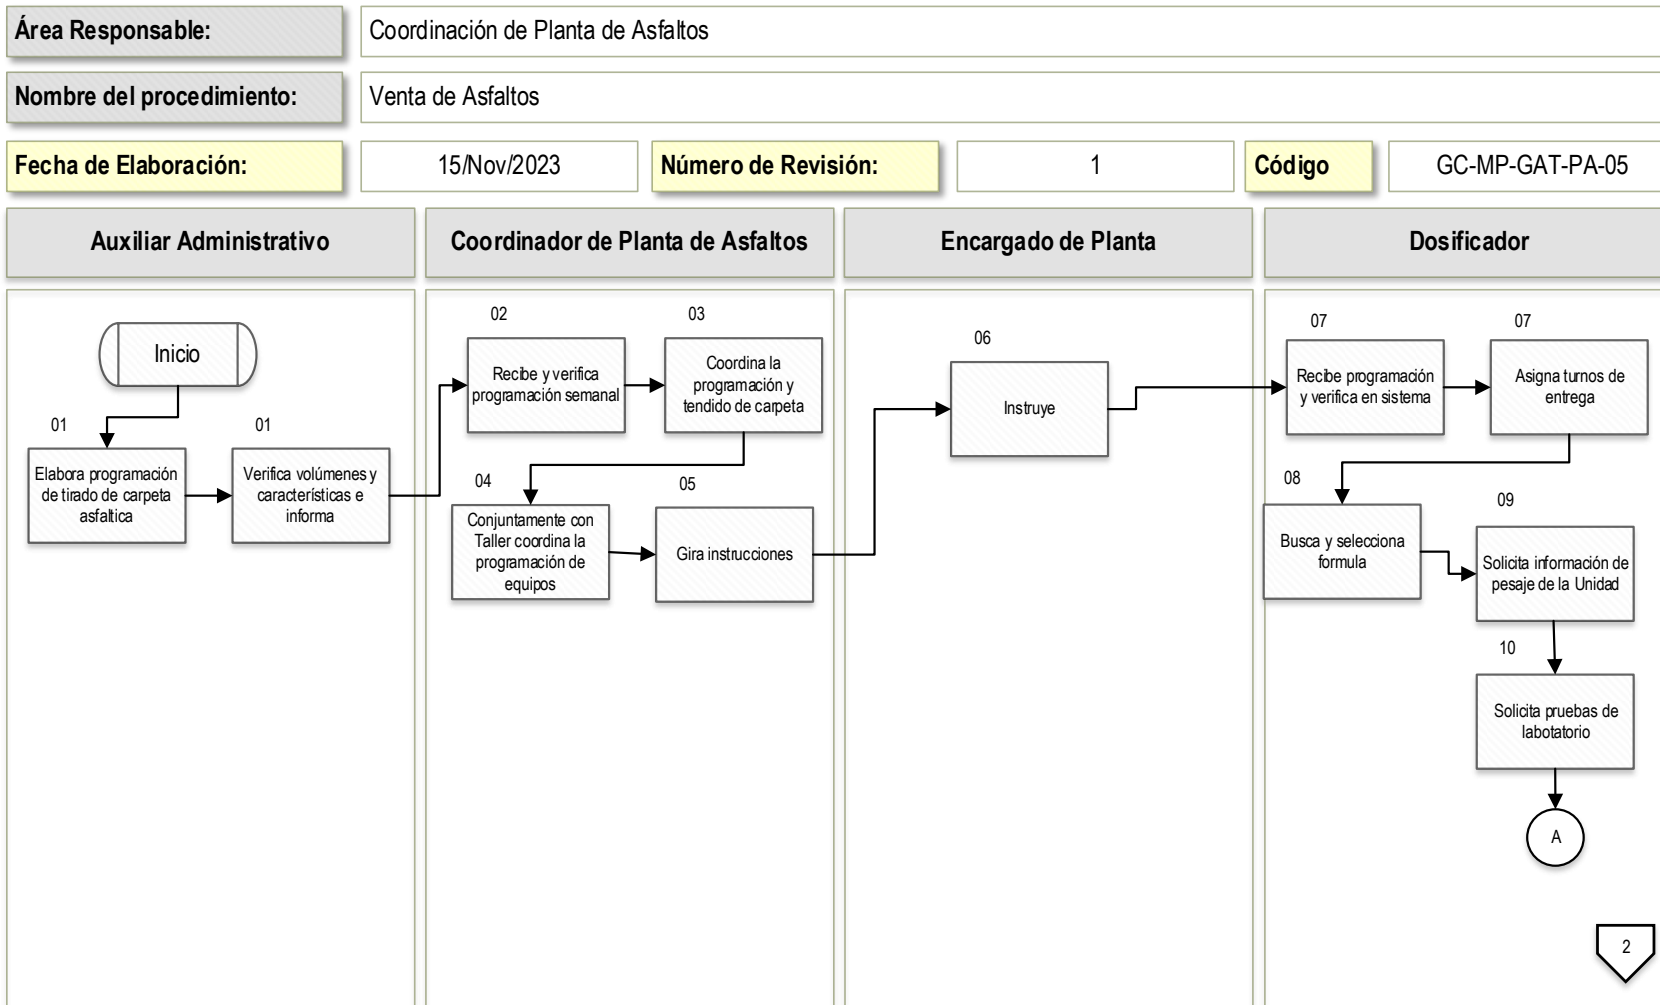 Área Responsable:
Coordinación de Planta de Asfaltos
Nombre del procedimiento:
Venta de Asfaltos
Fecha de Elaboración:
15/Nov/2023
Número de Revisión:
1
Código
GC-MP-GAT-PA-05
Auxiliar Administrativo
Coordinador de Planta de Asfaltos
Encargado de Planta
Dosificador
Inicio
01
Elabora programación
de tirado de carpeta
asfaltica
01
Verifica volúmenes y
características e
informa
02
Recibe y verifica
programación semanal
03
Coordina la
programación y
tendido de carpeta
04
Conjuntamente con
Taller coordina la
programación de
equipos
05
Gira instrucciones
06
Instruye
07
Recibe programación
y verifica en sistema
07
Asigna turnos de
entrega
08
Busca y selecciona
formula
09
Solicita información de
pesaje de la Unidad
10
Solicita pruebas de
labotatorio
A
2